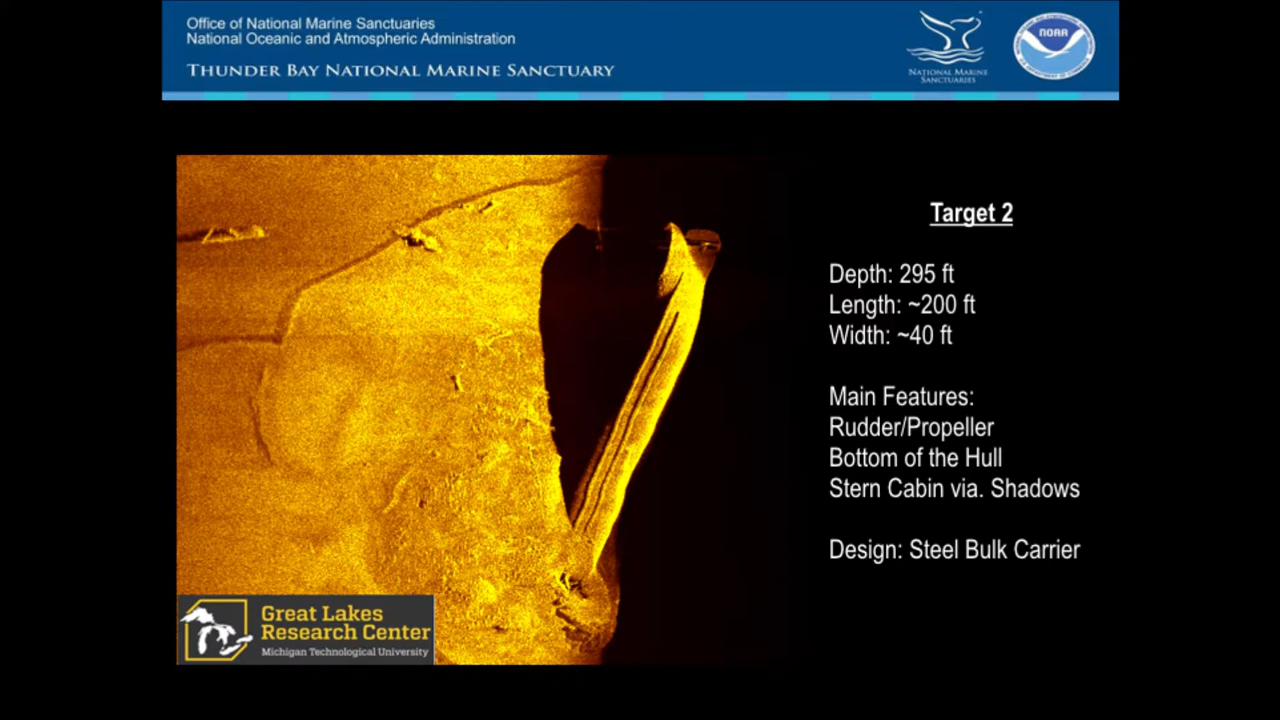 Office of National Marine Sanctuaries
National Oceanic and Atmospheric Administration
THUNDER BAY NATIONAL MARINE SANCTUARY
NATIONAL MARINE
SANCTUARIES
NOAA
Target 2
Depth: 295 ft
Length: ~200 ft
Width: ~40 ft
Main Features:
Rudder/Propeller
Bottom of the Hull
Stern Cabin via. Shadows
Design: Steel Bulk Carrier
Great Lakes
Research Center
Michigan Technological University